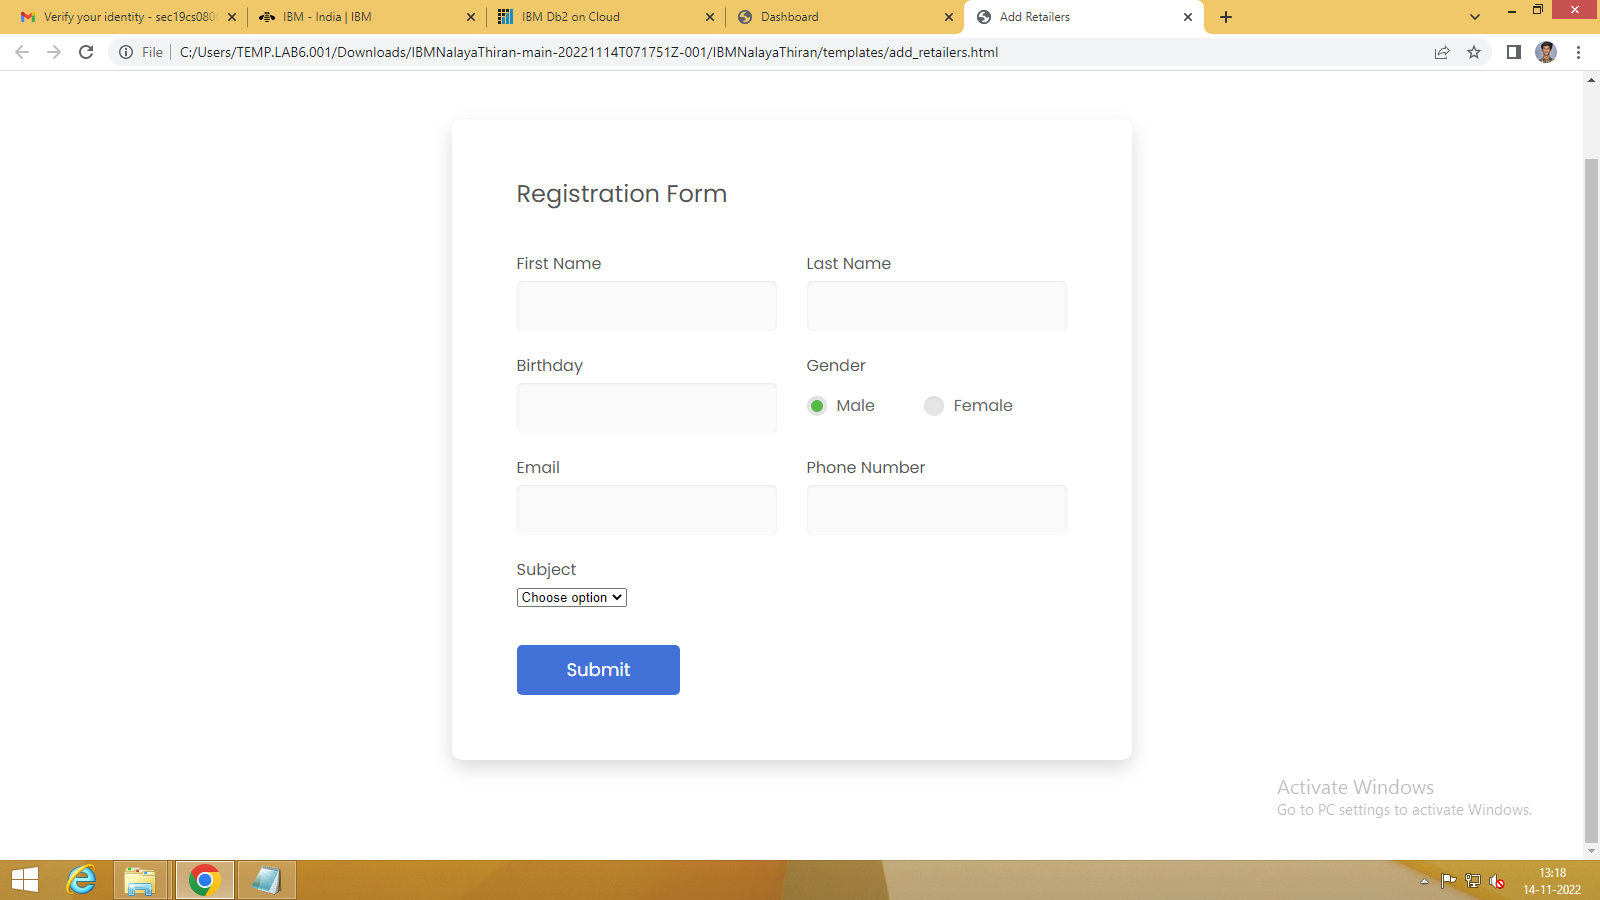 Verify your identity - sec19cs080
IBM - India | IBM
IBM Db2 on Cloud
Dashboard
Add Retailers
File
C:/Users/TEMP.LAB6.001/Downloads/IBMNalayaThiran-main-20221114T071751Z-001/IBMNalayaThiran/templates/add_retailers.html
Registration Form
First Name
Last Name
Birthday
Gender
Male
Female
Email
Phone Number
Subject
Choose option
Submit
Activate Windows
Go to PC settings to activate Windows.
13:18
14-11-2022